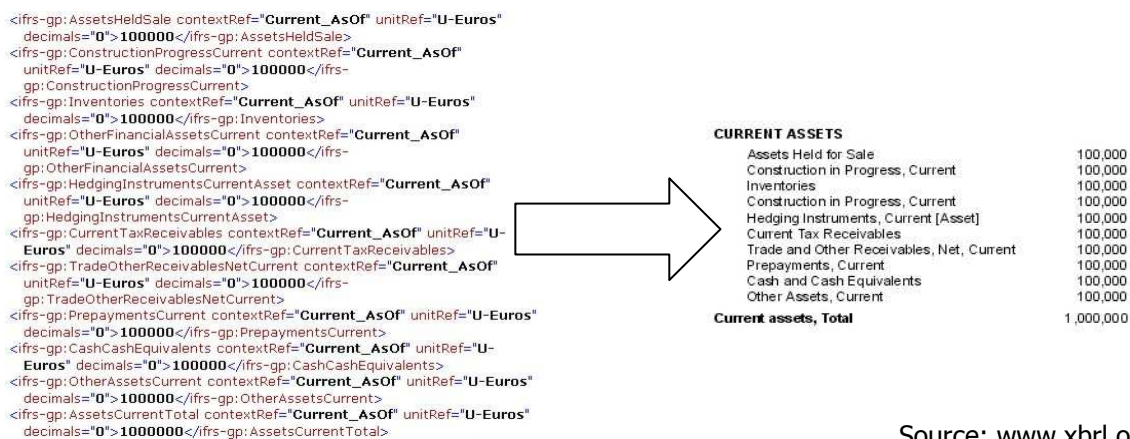 <ifrs-gp:AssetsHeldSale contextRef="Current_AsOf" unitRef="U-Euros"
decimals="0">100000</ifrs-gp:AssetsHeldSale>
<ifrs-gp:ConstructionProgressCurrent contextRef="Current_AsOf"
unitRef="U-Euros" decimals="0">100000</ifrs-
gp:ConstructionProgressCurrent>
<ifrs-gp:Inventories contextRef="Current_AsOf" unitRef="U-Euros"
decimals="0">100000</ifrs-gp:Inventories>
<ifrs-gp:OtherFinancialAssetsCurrent contextRef="Current_AsOf"
unitRef="U-Euros" decimals="0">100000</ifrs-
gp:OtherFinancialAssetsCurrent>
<ifrs-gp:HedgingInstrumentsCurrentAsset contextRef="Current_AsOf"
unitRef="U-Euros" decimals="0">100000</ifrs-
gp:HedgingInstrumentsCurrentAsset>
<ifrs-gp:CurrentTaxReceivables contextRef="Current_AsOf" unitRef="U-
Euros" decimals="0">100000</ifrs-gp:CurrentTaxReceivables>
<ifrs-gp:TradeOtherReceivablesNetCurrent contextRef="Current_AsOf"
unitRef="U-Euros" decimals="0">100000</ifrs-
gp:TradeOtherReceivablesNetCurrent>
<ifrs-gp:PrepaymentsCurrent contextRef="Current_AsOf" unitRef="U-Euros"
decimals="0">100000</ifrs-gp:PrepaymentsCurrent>
<ifrs-gp:CashCashEquivalents contextRef="Current_AsOf" unitRef="U-
Euros" decimals="0">100000</ifrs-gp:CashCashEquivalents>
<ifrs-gp:OtherAssetsCurrent contextRef="Current_AsOf" unitRef="U-Euros"
decimals="0">100000</ifrs-gp:OtherAssetsCurrent>
<ifrs-gp:AssetsCurrentTotal contextRef="Current_AsOf" unitRef="U-Euros"
decimals="0">1000000</ifrs-gp:AssetsCurrentTotal>
CURRENT ASSETS
Assets Held for Sale 100,000
Construction in Progress, Current 100,000
Inventories 100,000
Construction in Progress, Current 100,000
Hedging Instruments, Current [Asset] 100,000
Current Tax Receivables 100,000
Trade and Other Receivables, Net, Current 100,000
Prepayments, Current 100,000
Cash and Cash Equivalents 100,000
Other Assets, Current 100,000
Current assets, Total 1,000,000
Source: www.xbrl.o